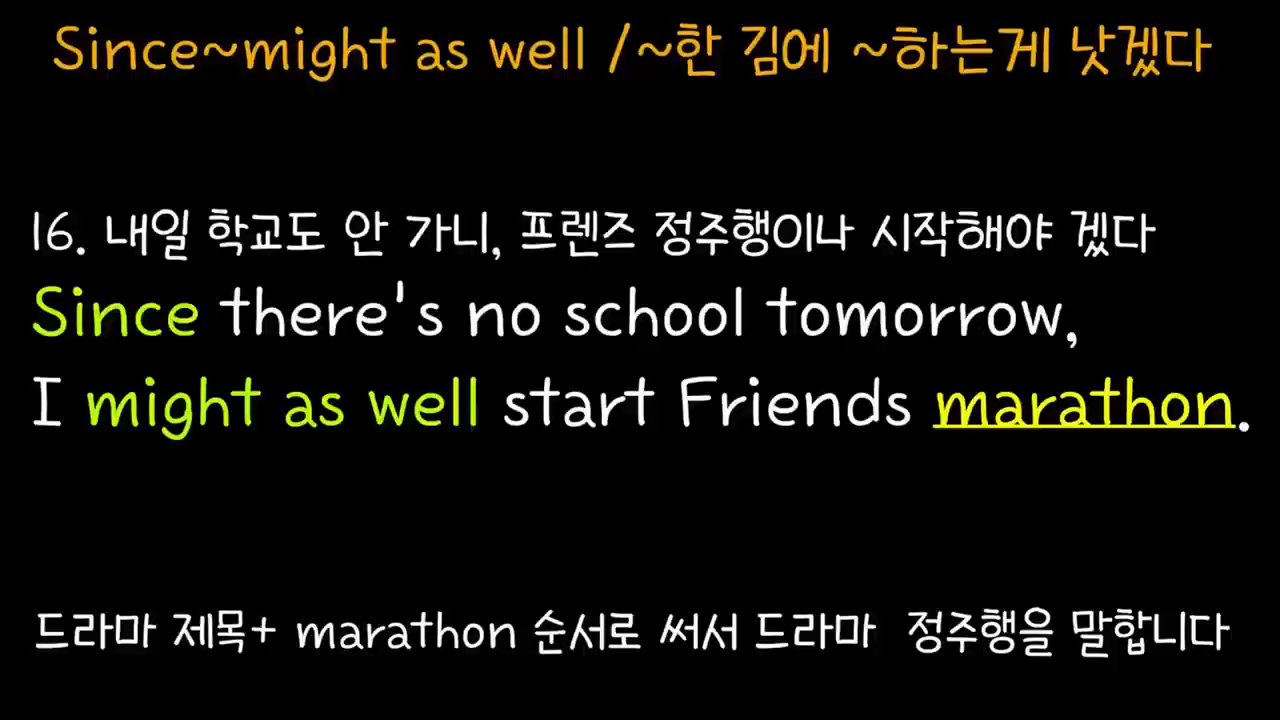 Since~might as well /~한 김에 ~하는게 낫겠다
16. 내일 학교도 안 가니, 프렌즈 정주행이나 시작해야 겠다
Since there's no school tomorrow,
I might as well start Friends marathon.
드라마 제목+ marathon 순서로 써서 드라마 정주행을 말합니다